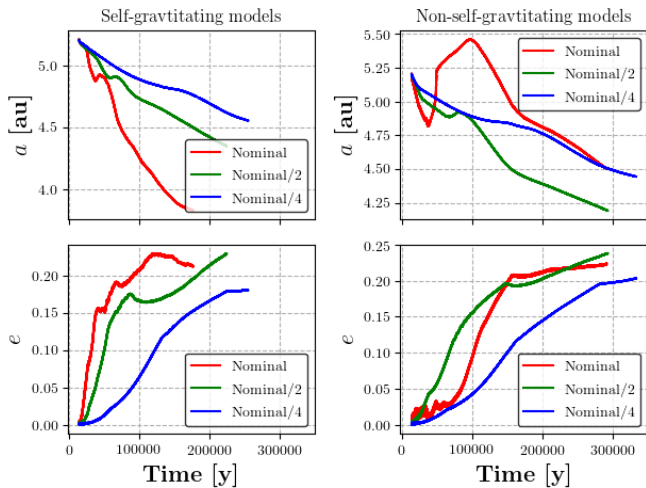 Self-gravtitating models
Non-self-gravtitating models
a [au]
5.0
4.5
4.0
Nominal
Nominal/2
Nominal/4
a [au]
5.50
5.25
5.00
4.75
4.50
4.25
Nominal
Nominal/2
Nominal/4
e
0.20
0.15
0.10
0.05
0.00
Nominal
Nominal/2
Nominal/4
0 100000 200000 300000
Time [y]
e
0.25
0.20
0.15
0.10
0.05
0.00
Nominal
Nominal/2
Nominal/4
0 100000 200000 300000
Time [y]